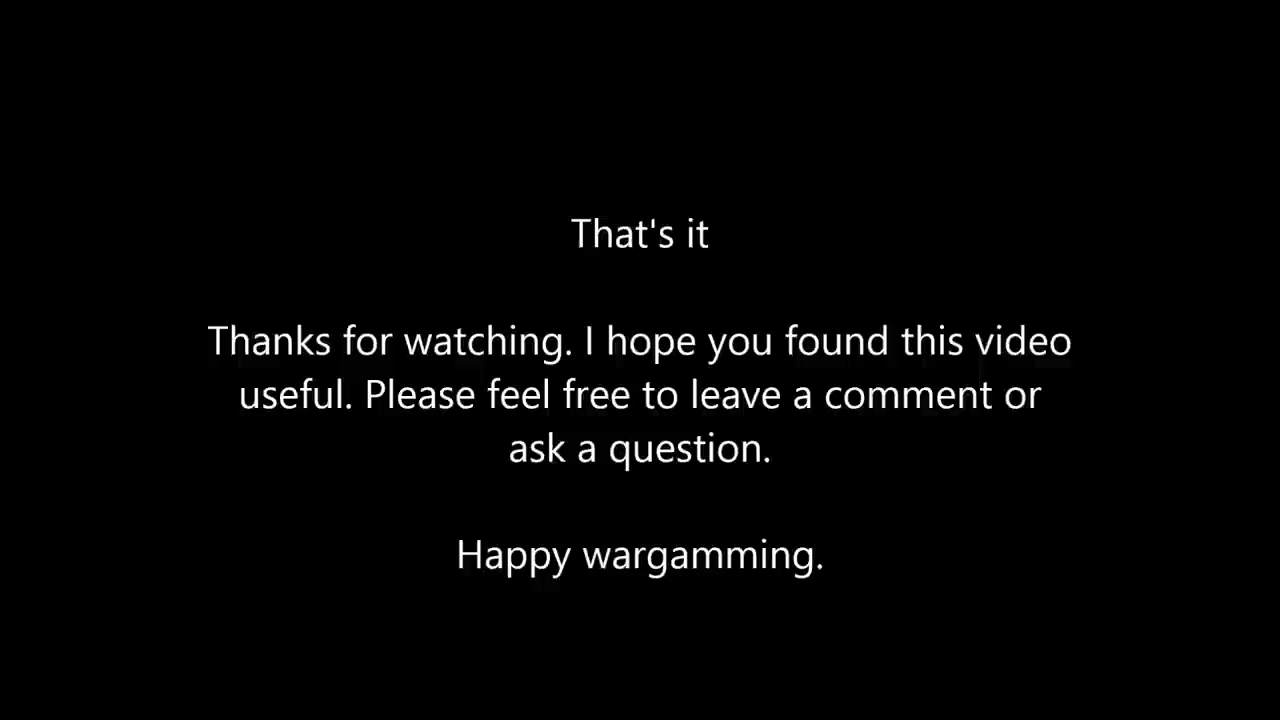 That's it
Thanks for watching. I hope you found this video
useful. Please feel free to leave a comment or
ask a question.
Happy wargamming.